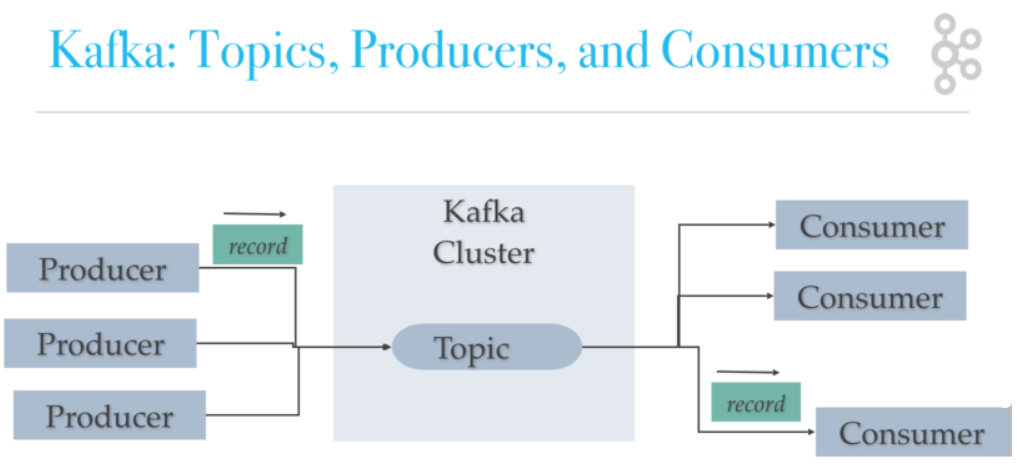 Kafka: Topics, Producers, and Consumers
Kafka
Cluster
record
Producer
Producer
Producer
Topic
Consumer
Consumer
record
Consumer